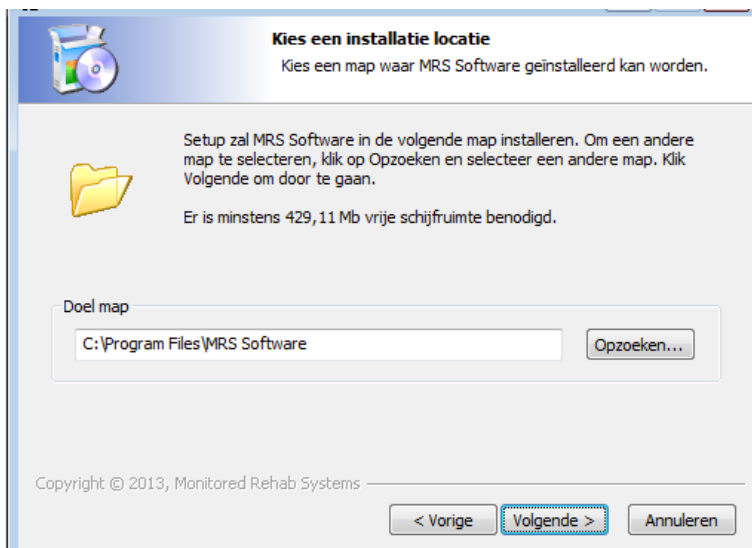 Kies een installatie locatie
Kies een map waar MRS Software geïnstalleerd kan worden.
Setup zal MRS Software in de volgende map installeren. Om een andere
map te selecteren, klik op Opzoeken en selecteer een andere map. Klik
Volgende om door te gaan.
Er is minstens 429,11 Mb vrije schijfruimte benodigd.
Doel map
C:\Program Files\MRS Software
Opzoeken...
Copyright © 2013, Monitored Rehab Systems
< Vorige
Volgende >
Annuleren